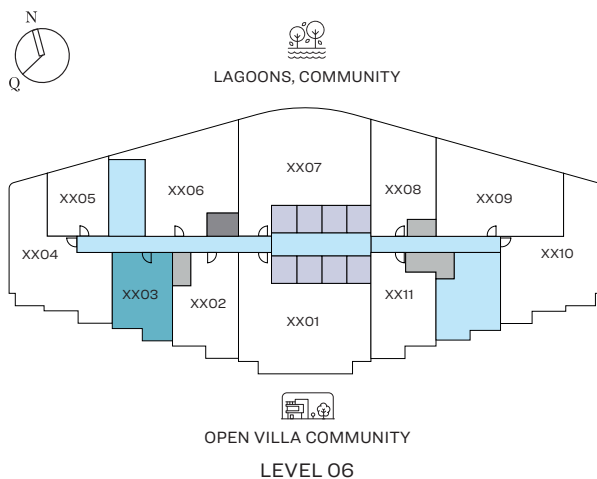 N
Q
LAGOONS, COMMUNITY
XX07
XX05
XX06
XX08
XX09
XX04
XX10
XX03
XX02
XX01
XX11
OPEN VILLA COMMUNITY
LEVEL 06